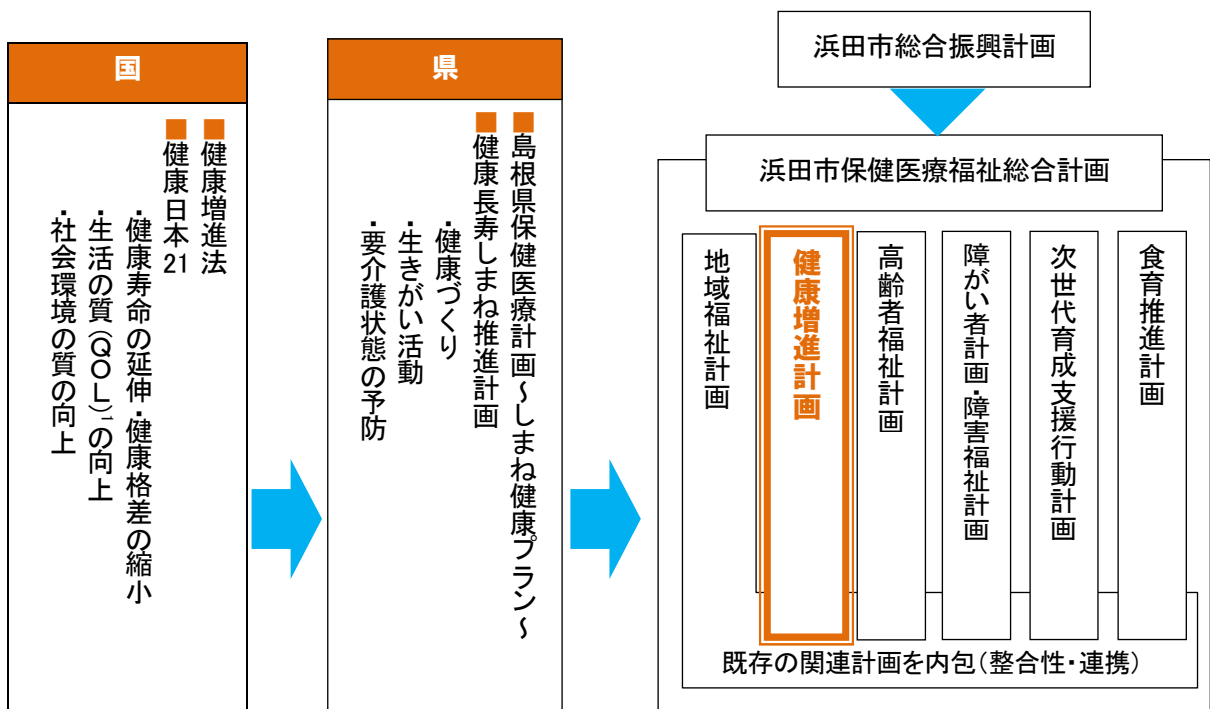 国
■健康増進法
■健康日本21
・健康寿命の延伸・健康格差の縮小
・生活の質(QOL)¹の向上
・社会環境の質の向上
県
■島根県保健医療計画~しまね健康プラン~
■健康長寿しまね推進計画
・健康づくり
・生きがい活動
・要介護状態の予防
浜田市総合振興計画
浜田市保健医療福祉総合計画
地域福祉計画
健康増進計画
高齢者福祉計画
障がい者計画・障害福祉計画
次世代育成支援行動計画
食育推進計画
既存の関連計画を内包(整合性・連携)